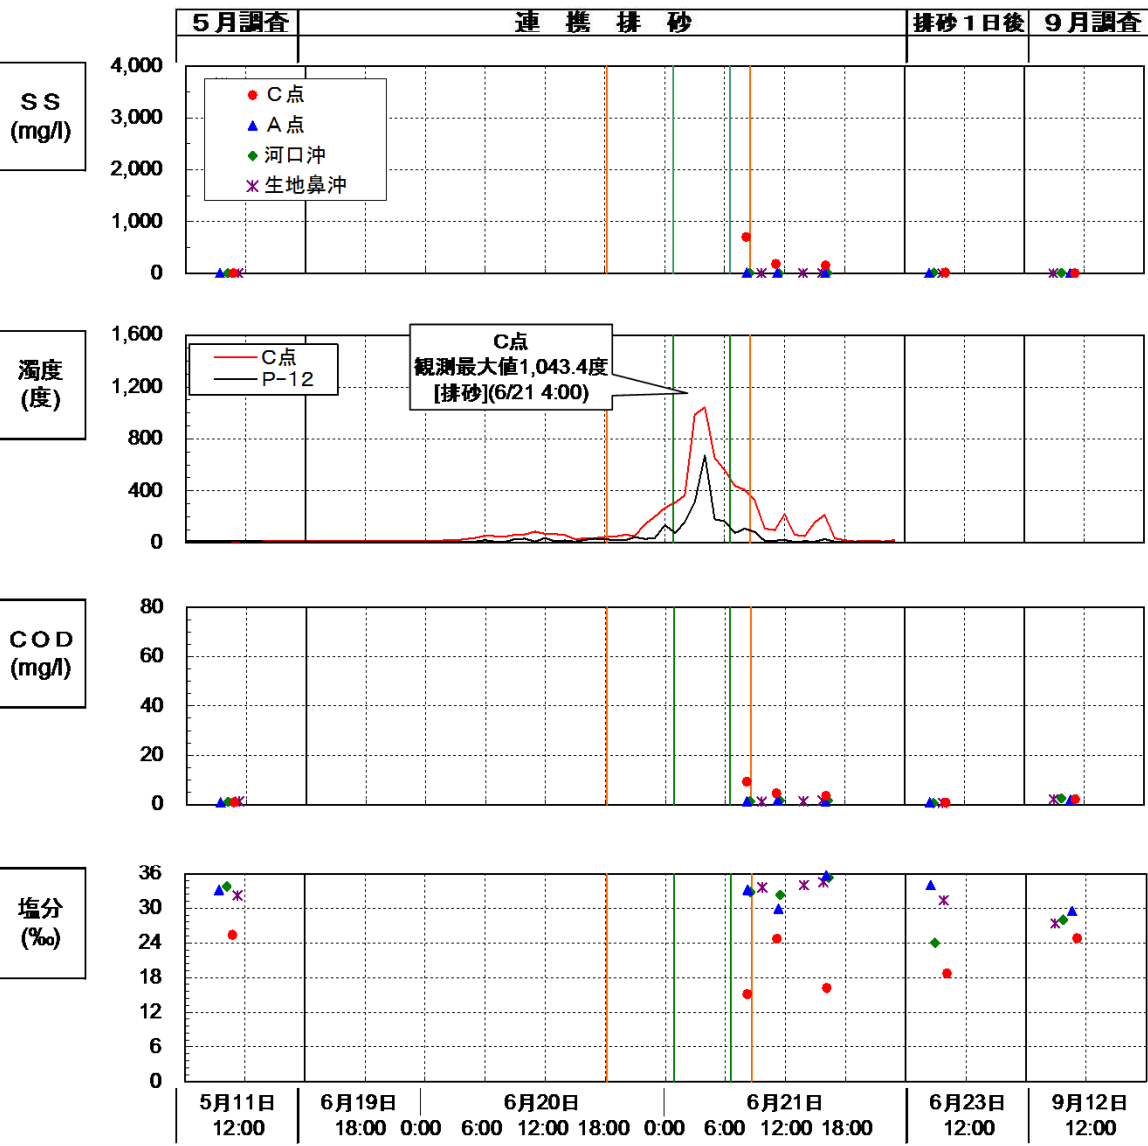 5月調査 連携排砂 排砂1日後 9月調査
SS
(mg/l)
4,000
3,000
2,000
1,000
0
C点
A点
河口沖
生地鼻沖
濁度
(度)
1,600
1,200
800
400
0
C点
P-12
C点
観測最大値1,043.4度
[排砂](6/21 4:00)
COD
(mg/l)
80
60
40
20
0
塩分
(‰)
36
30
24
18
12
6
0
5月11日 6月19日 6月20日 6月21日 6月23日 9月12日
12:00 18:00 0:00 6:00 12:00 18:00 0:00 6:00 12:00 18:00 12:00 12:00